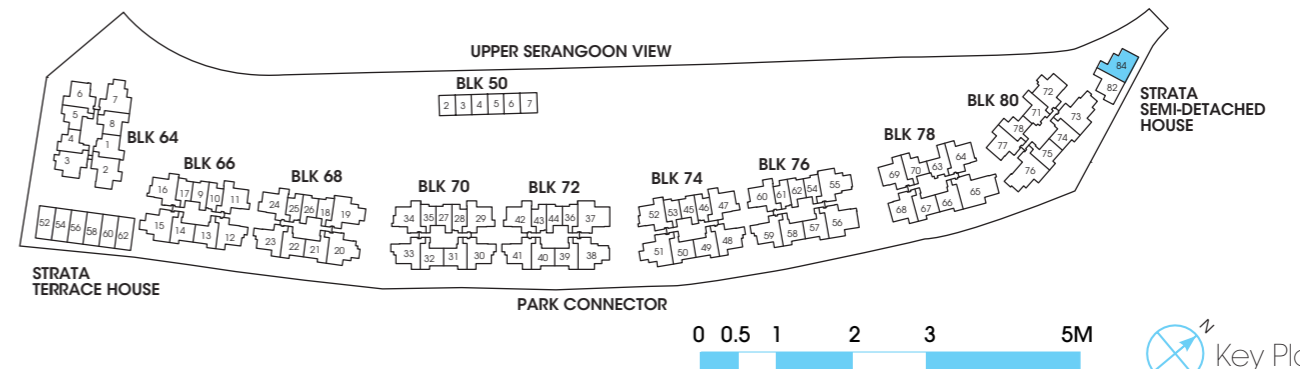 UPPER SERANGOON VIEW
BLK 50
2 3 4 5 6 7
6 7
5 8
4 1
3 2
BLK 64
BLK 66
16 17 9 10 11
15 14 13 12
BLK 68
24 25 26 18 19
23 22 21 20
BLK 70
34 35 27 28 29
33 32 31 30
BLK 72
42 43 44 36 37
41 40 39 38
BLK 74
52 53 45 46 47
51 50 49 48
BLK 76
60 61 62 54 55
59 58 57 56
BLK 78
69 70 63 64
68 67 66 65
BLK 80
72
71 73
78 74
77 75
76
84
82
STRATA
SEMI-DETACHED
HOUSE
52 54 56 58 60 62
STRATA
TERRACE HOUSE
PARK CONNECTOR
0 0.5 1 2 3 5M
N
Key Pla